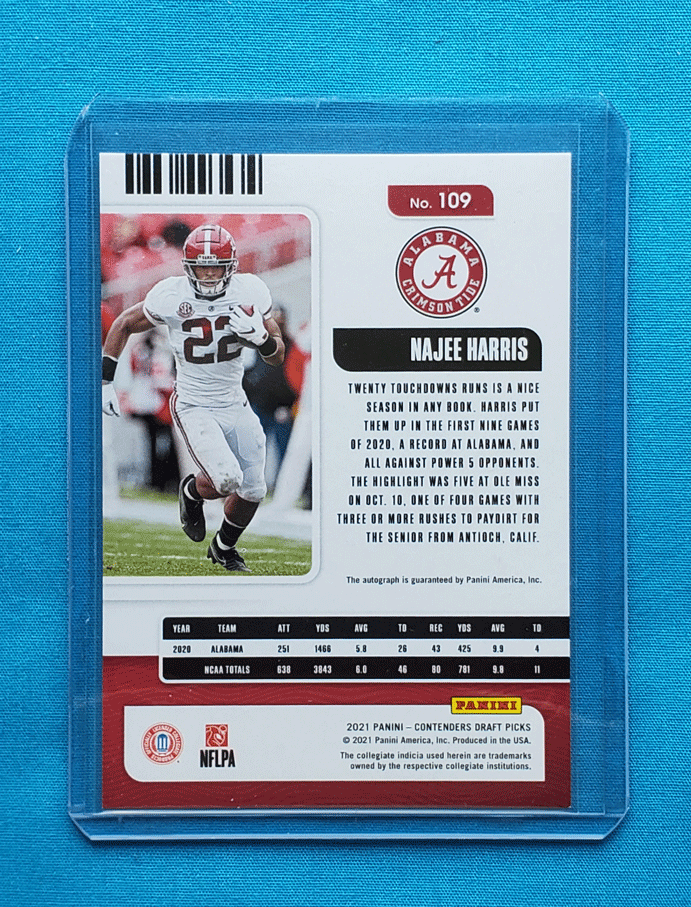 No. 109
ALABAMA
A
CRIMSON TIDE
®
22
SEC
NAJEE HARRIS
TWENTY TOUCHDOWNS RUNS IS A NICE
SEASON IN ANY BOOK. HARRIS PUT
THEM UP IN THE FIRST NINE GAMES
OF 2020, A RECORD AT ALABAMA, AND
ALL AGAINST POWER 5 OPPONENTS.
THE HIGHLIGHT WAS FIVE AT OLE MISS
ON OCT. 10, ONE OF FOUR GAMES WITH
THREE OR MORE RUSHES TO PAYDIRT FOR
THE SENIOR FROM ANTIOCH, CALIF.
The autograph is guaranteed by Panini America, Inc.
YEAR TEAM ATT YDS AVG TD REC YDS AVG TD
2020 ALABAMA 251 1466 5.8 26 43 425 9.9 4
NCAA TOTALS 638 3843 6.0 46 80 781 9.8 11
PANINI
2021 PANINI – CONTENDERS DRAFT PICKS
© 2021 Panini America, Inc. Produced in the USA.
The collegiate indicia used herein are trademarks
owned by the respective collegiate institutions.
OFFICIALLY LICENSED COLLEGIATE PRODUCTS
NFLPA